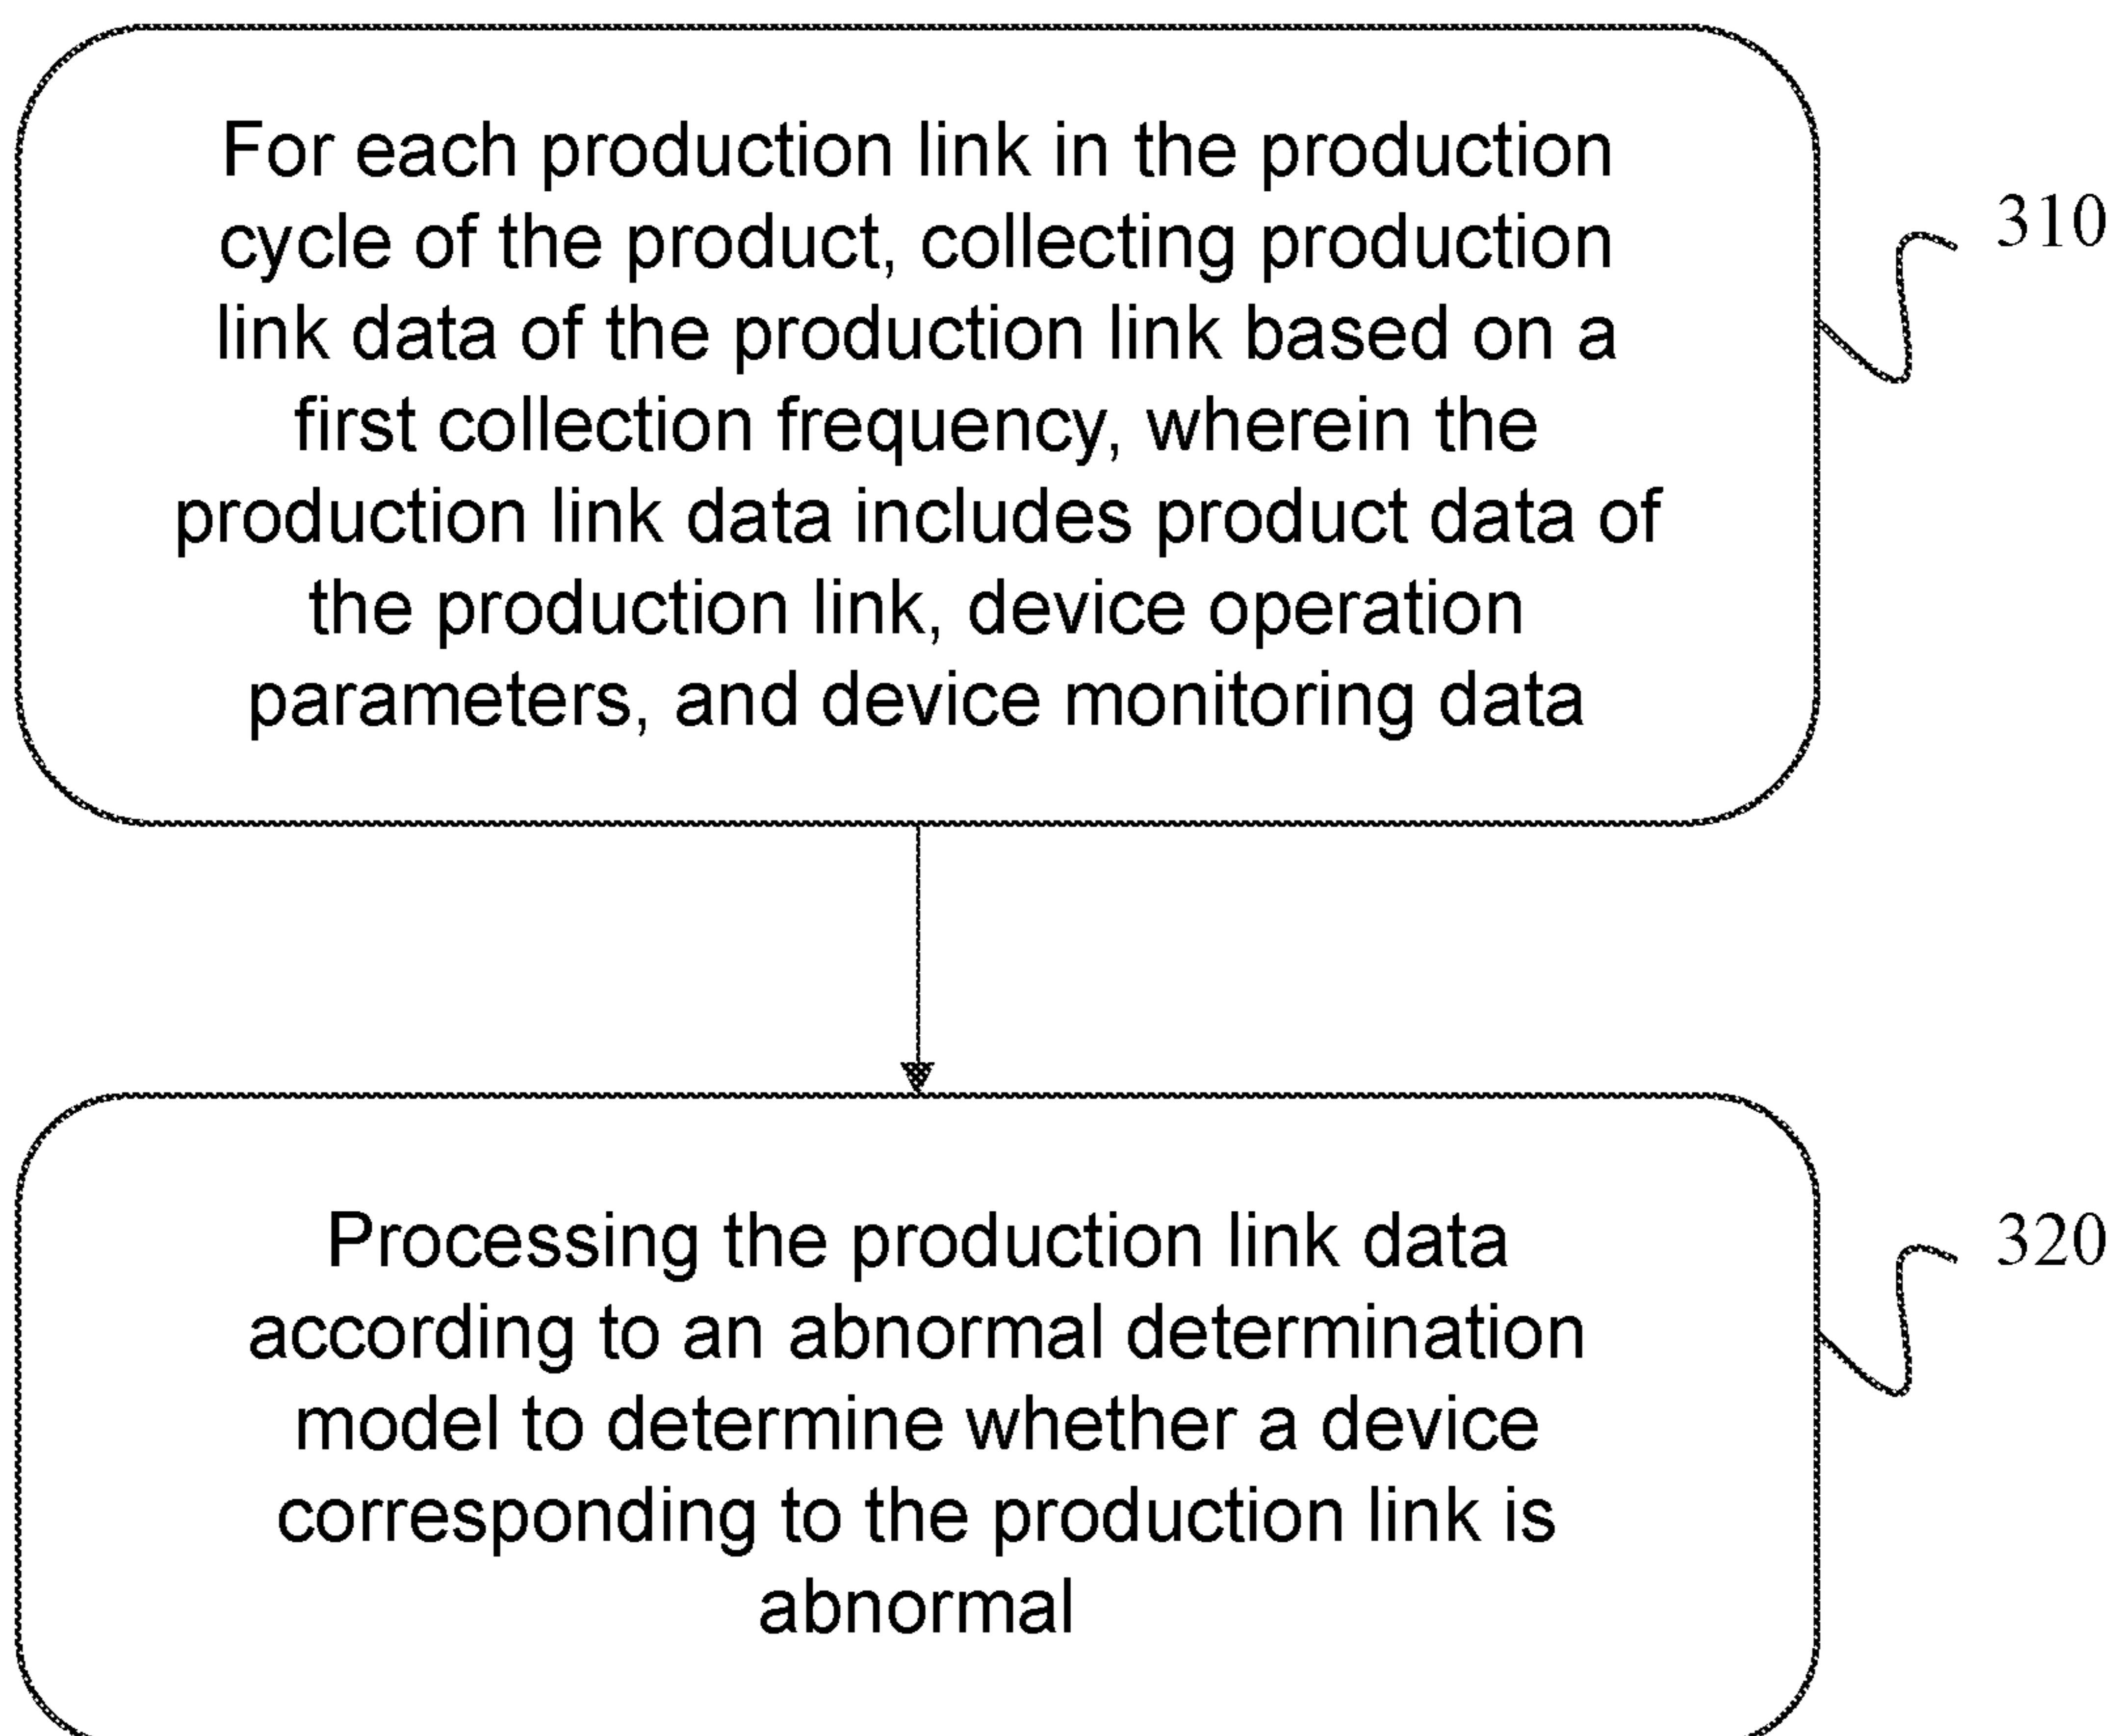 For each production link in the production
cycle of the product, collecting production
link data of the production link based on a
first collection frequency, wherein the
production link data includes product data of
the production link, device operation
parameters, and device monitoring data
310
Processing the production link data
according to an abnormal determination
model to determine whether a device
corresponding to the production link is
abnormal
320